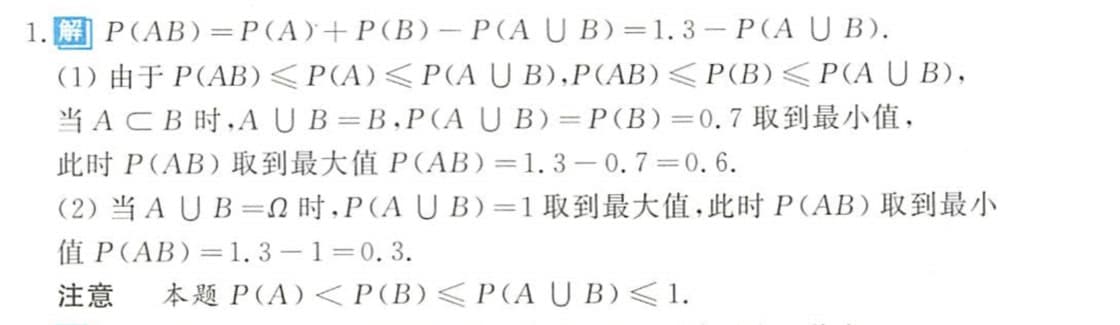 1. 解 P(AB)=P(A)+P(B)-P(A ∪ B)=1.3-P(A ∪ B).
(1) 由于 P(AB)⩽P(A)⩽P(A ∪ B),P(AB)⩽P(B)⩽P(A ∪ B),
当 A⊂B 时,A ∪ B=B,P(A ∪ B)=P(B)=0.7 取到最小值,
此时 P(AB) 取到最大值 P(AB)=1.3-0.7=0.6.
(2) 当 A ∪ B=Ω 时,P(A ∪ B)=1 取到最大值,此时 P(AB) 取到最小
值 P(AB)=1.3-1=0.3.
注意 本题 P(A)<P(B)⩽P(A ∪ B)⩽1.